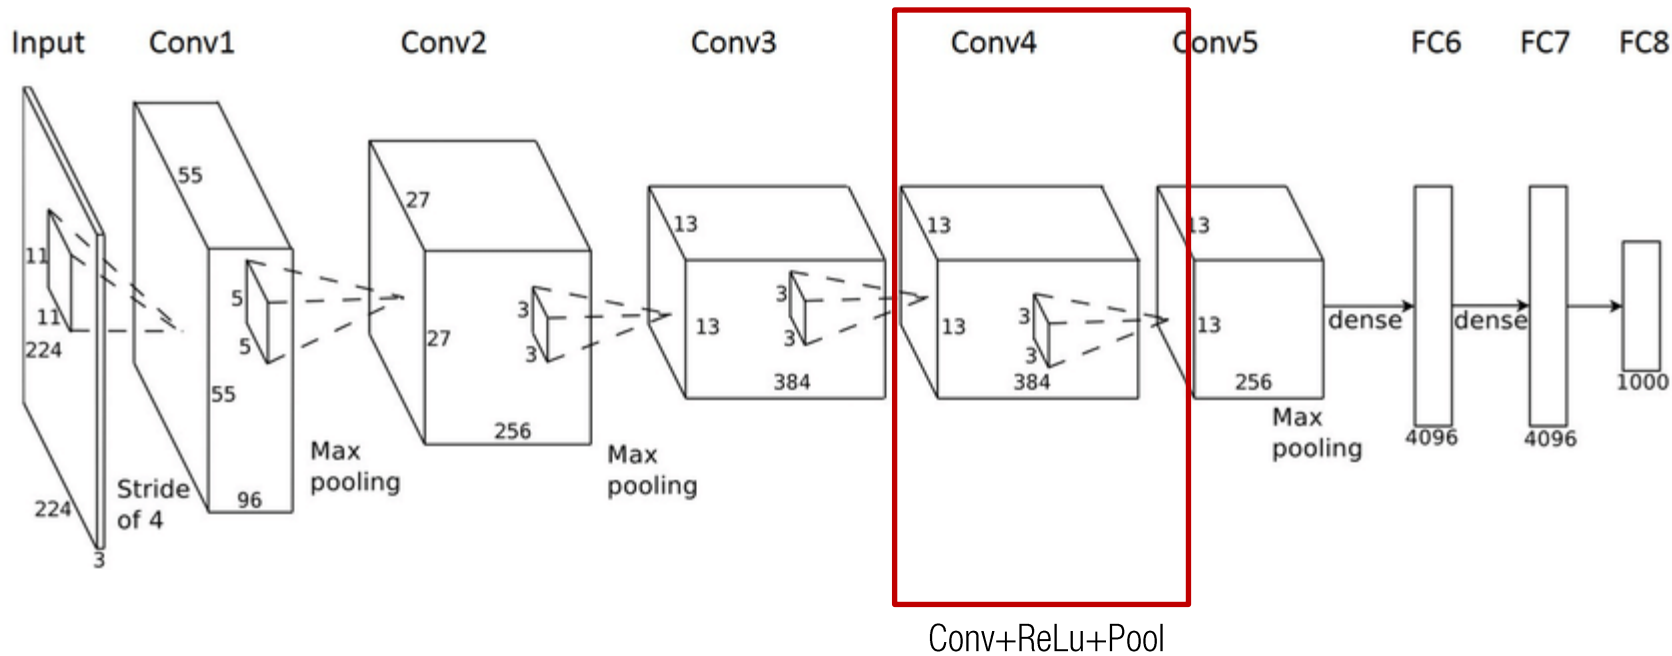 Input Conv1 Conv2 Conv3 Conv4 Conv5 FC6 FC7 FC8
11
11
224
224
3
Stride
of 4
55
5
5
55
96
Max
pooling
27
27
3
3
256
Max
pooling
13
13
3
3
384
13
13
3
3
384
13
13
256
Max
pooling
dense
4096
dense
4096
1000
Conv+ReLu+Pool